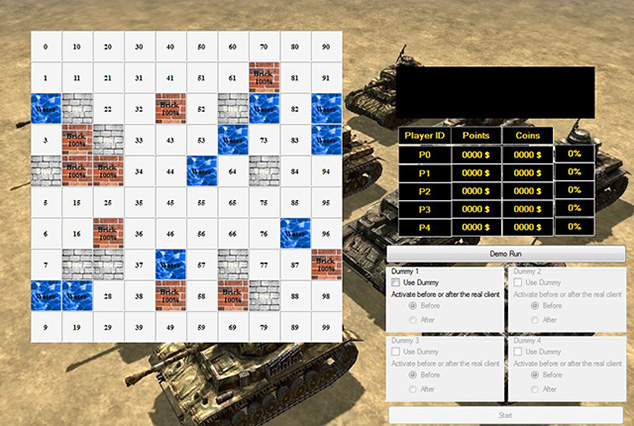 0 10 20 30 40 50 60 70 80 90
1 11 21 31 41 51 61 Brick 100% 81 91
Water 22 32 Brick 100% 52 Water 82 Water
3 Brick 100% 33 43 53 Water 73 83 Water
Brick 100% Brick 100% 34 44 Water 64 84 94
5 15 25 35 45 55 65 75 85 95
6 16 Brick 100% 36 46 56 66 76 Water 96
7 37 Water 57 77 87 Brick 100%
Water Water 28 38 Brick 100% 58 Brick 100% 88 98
9 19 29 39 49 59 69 79 89 99
Player ID Points Coins
P0 0000 $ 0000 $ 0%
P1 0000 $ 0000 $ 0%
P2 0000 $ 0000 $ 0%
P3 0000 $ 0000 $ 0%
P4 0000 $ 0000 $ 0%
Demo Run
Dummy 1
Use Dummy
Activate before or after the real client
Before
After
Dummy 2
Use Dummy
Activate before or after the real client
Before
After
Dummy 3
Use Dummy
Activate before or after the real client
Before
After
Dummy 4
Use Dummy
Activate before or after the real client
Before
After
Start